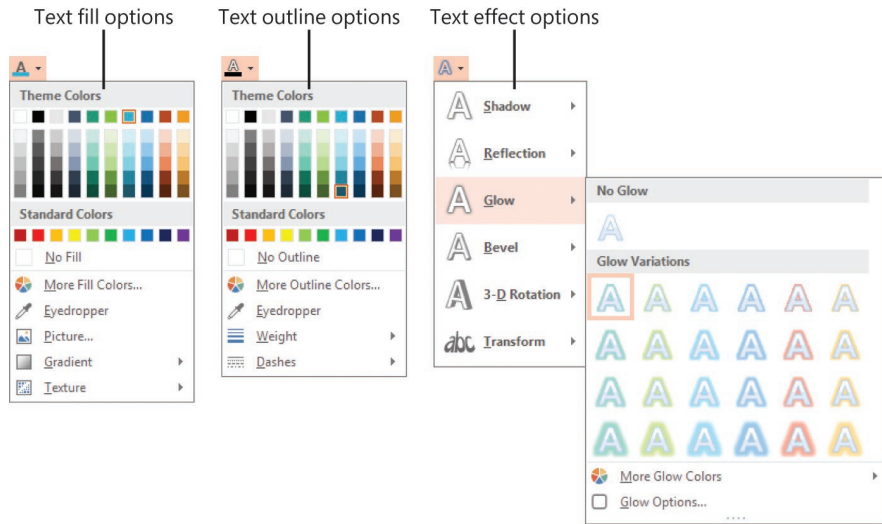 Text fill options
Text outline options
Text effect options
A
A
A
Theme Colors
Standard Colors
No Fill
More Fill Colors...
Eyedropper
Picture...
Gradient
Texture
Theme Colors
Standard Colors
No Outline
More Outline Colors...
Eyedropper
Weight
Dashes
A Shadow
A Reflection
A Glow
A Bevel
A 3-D Rotation
abc Transform
No Glow
A
Glow Variations
A A A A A A
A A A A A A
A A A A A A
A A A A A A
More Glow Colors
Glow Options...